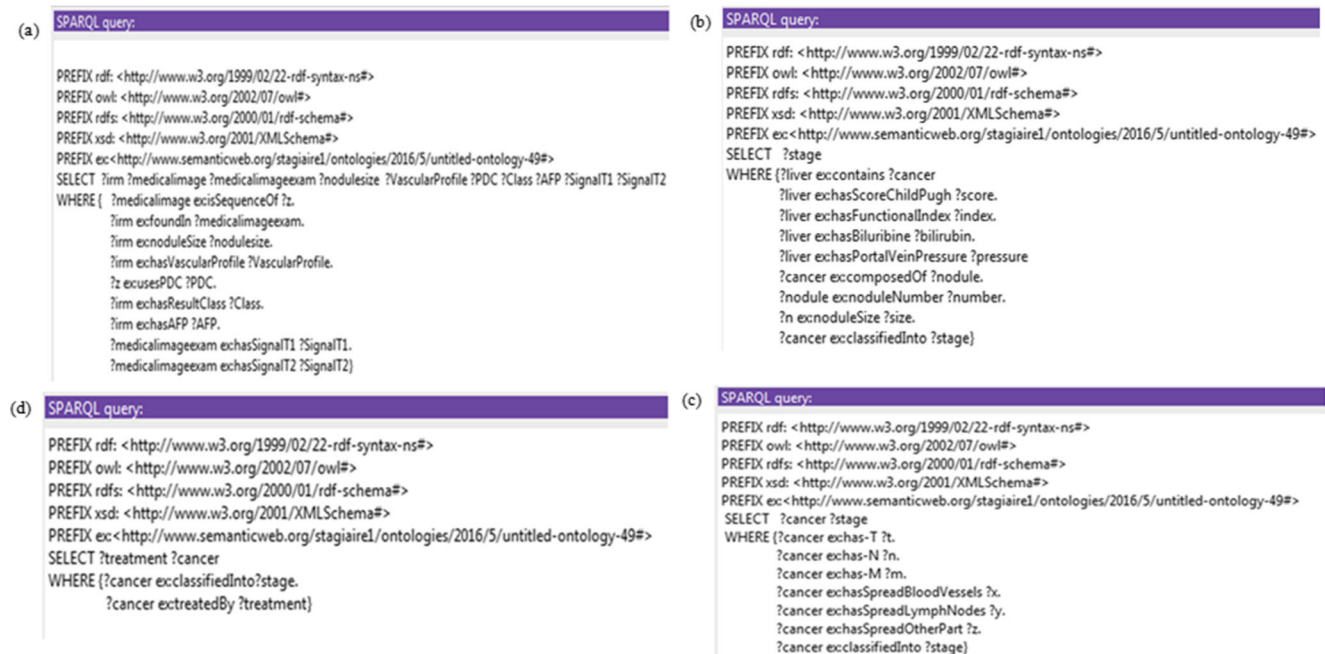 (a)
SPARQL query:
PREFIX rdf: <http://www.w3.org/1999/02/22-rdf-syntax-ns#>
PREFIX owl: <http://www.w3.org/2002/07/owl#>
PREFIX rdfs: <http://www.w3.org/2000/01/rdf-schema#>
PREFIX xsd: <http://www.w3.org/2001/XMLSchema#>
PREFIX ex:<http://www.semanticweb.org/stagiaire1/ontologies/2016/5/untitled-ontology-49#>
SELECT ?irm ?medicalimage ?medicalimageexam ?nodulesize ?VascularProfile ?PDC ?Class ?AFP ?SignalT1 ?SignalT2
WHERE { ?medicalimage ex:isSequenceOf ?z.
?irm ex:foundIn ?medicalimageexam.
?irm ex:noduleSize ?nodulesize.
?irm ex:hasVascularProfile ?VascularProfile.
?z ex:usesPDC ?PDC.
?irm ex:hasResultClass ?Class.
?irm ex:hasAFP ?AFP.
?medicalimageexam ex:hasSignalT1 ?SignalT1.
?medicalimageexam ex:hasSignalT2 ?SignalT2}
(b)
SPARQL query:
PREFIX rdf: <http://www.w3.org/1999/02/22-rdf-syntax-ns#>
PREFIX owl: <http://www.w3.org/2002/07/owl#>
PREFIX rdfs: <http://www.w3.org/2000/01/rdf-schema#>
PREFIX xsd: <http://www.w3.org/2001/XMLSchema#>
PREFIX ex:<http://www.semanticweb.org/stagiaire1/ontologies/2016/5/untitled-ontology-49#>
SELECT ?stage
WHERE {?liver ex:contains ?cancer
?liver ex:hasScoreChildPugh ?score.
?liver ex:hasFunctionalIndex ?index.
?liver ex:hasBiluribine ?bilirubin.
?liver ex:hasPortalVeinPressure ?pressure
?cancer ex:composedOf ?nodule.
?nodule ex:noduleNumber ?number.
?n ex:noduleSize ?size.
?cancer ex:classifiedInto ?stage}
(d)
SPARQL query:
PREFIX rdf: <http://www.w3.org/1999/02/22-rdf-syntax-ns#>
PREFIX owl: <http://www.w3.org/2002/07/owl#>
PREFIX rdfs: <http://www.w3.org/2000/01/rdf-schema#>
PREFIX xsd: <http://www.w3.org/2001/XMLSchema#>
PREFIX ex:<http://www.semanticweb.org/stagiaire1/ontologies/2016/5/untitled-ontology-49#>
SELECT ?treatment ?cancer
WHERE {?cancer ex:classifiedInto?stage.
?cancer ex:treatedBy ?treatment}
(c)
SPARQL query:
PREFIX rdf: <http://www.w3.org/1999/02/22-rdf-syntax-ns#>
PREFIX owl: <http://www.w3.org/2002/07/owl#>
PREFIX rdfs: <http://www.w3.org/2000/01/rdf-schema#>
PREFIX xsd: <http://www.w3.org/2001/XMLSchema#>
PREFIX ex:<http://www.semanticweb.org/stagiaire1/ontologies/2016/5/untitled-ontology-49#>
SELECT ?cancer ?stage
WHERE {?cancer ex:has-T ?t.
?cancer ex:has-N ?n.
?cancer ex:has-M ?m.
?cancer ex:hasSpreadBloodVessels ?x.
?cancer ex:hasSpreadLymphNodes ?y.
?cancer ex:hasSpreadOtherPart ?z.
?cancer ex:classifiedInto ?stage}